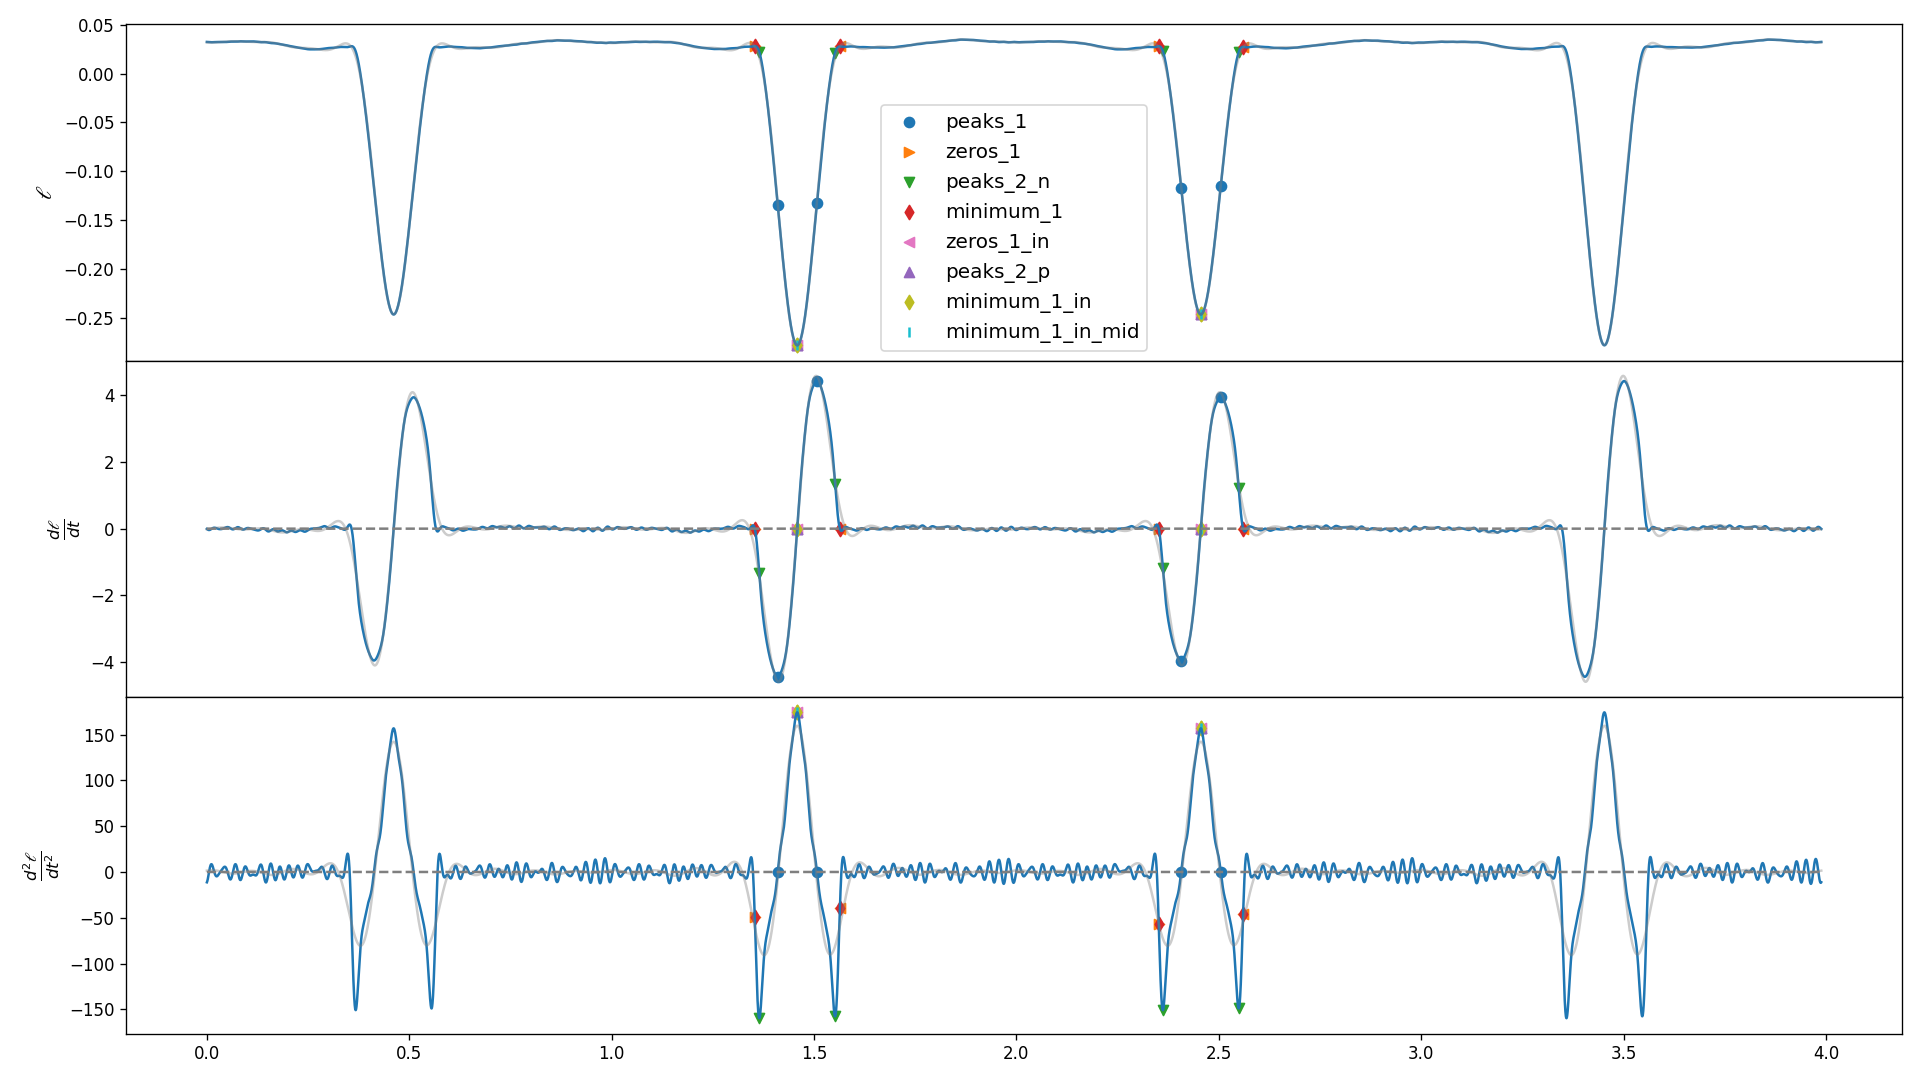 0.05
0.00
−0.05
−0.10
−0.15
−0.20
−0.25
ℓ
peaks_1
zeros_1
peaks_2_n
minimum_1
zeros_1_in
peaks_2_p
minimum_1_in
minimum_1_in_mid
4
2
0
−2
−4
dℓ
dt
150
100
50
0
−50
−100
−150
d²ℓ
dt²
0.0 0.5 1.0 1.5 2.0 2.5 3.0 3.5 4.0